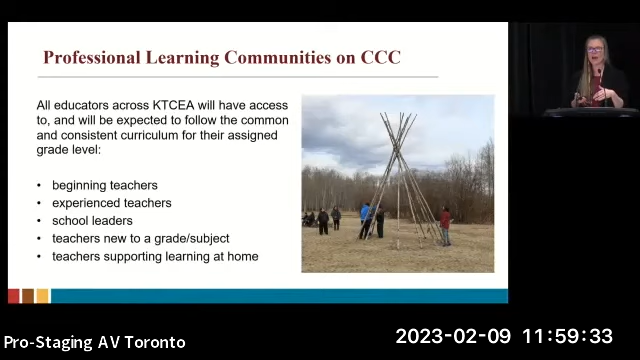 Professional Learning Communities on CCC
All educators across KTCEA will have access
to, and will be expected to follow the common
and consistent curriculum for their assigned
grade level:
• beginning teachers
• experienced teachers
• school leaders
• teachers new to a grade/subject
• teachers supporting learning at home
Pro-Staging AV Toronto
2023-02-09 11:59:33